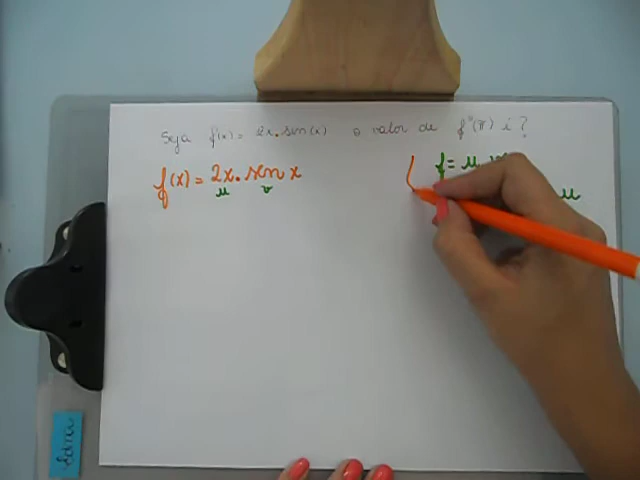 Seja f(x) = 2x. sen(x) o valor de f"(π) é ?
f(x) = 2x. sen x
f = u.
u v
u